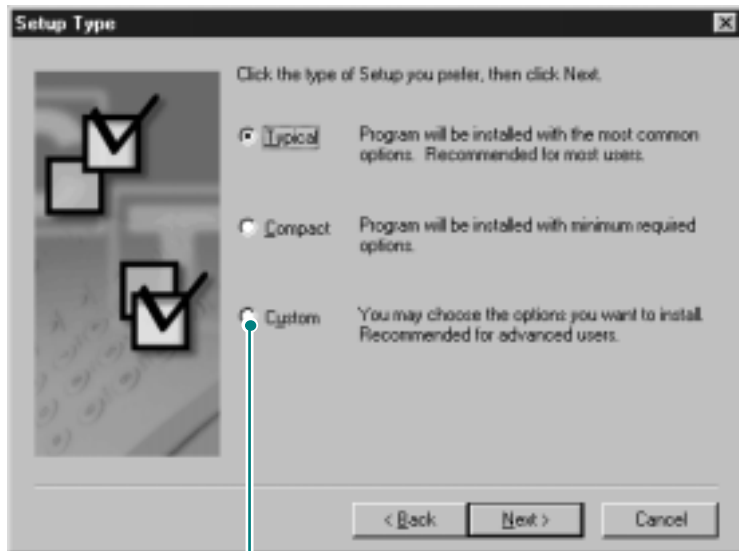 Setup Type
Click the type of Setup you prefer, then click Next.
Typical
Program will be installed with the most common
options. Recommended for most users.
Compact
Program will be installed with minimum required
options.
Custom
You may choose the options you want to install.
Recommended for advanced users.
< Back
Next >
Cancel